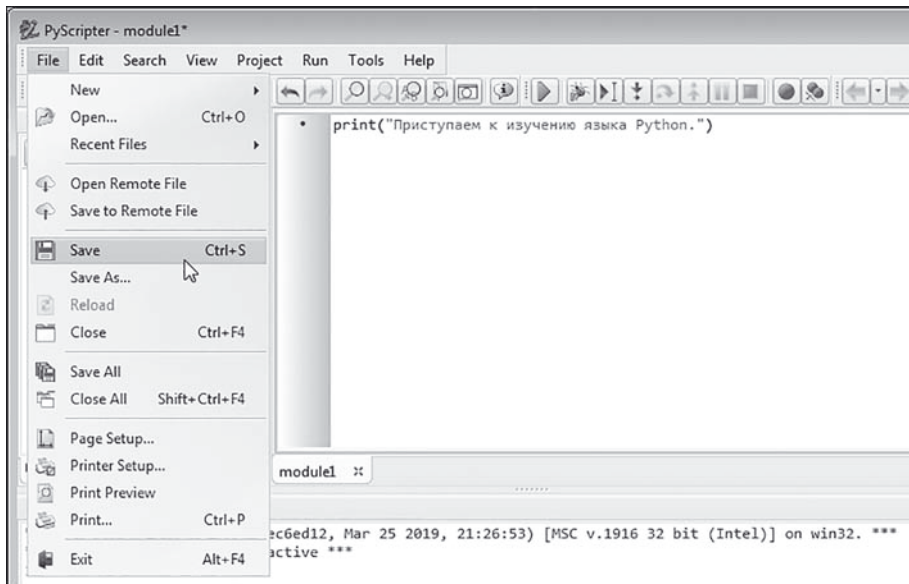 PyScripter - module1*
File Edit Search View Project Run Tools Help
New
Open... Ctrl+O
Recent Files
Open Remote File
Save to Remote File
Save Ctrl+S
Save As...
Reload
Close Ctrl+F4
Save All
Close All Shift+Ctrl+F4
Page Setup...
Printer Setup...
Print Preview
Print... Ctrl+P
Exit Alt+F4
print("Приступаем к изучению языка Python.")
module1
ec6ed12, Mar 25 2019, 21:26:53) [MSC v.1916 32 bit (Intel)] on win32. ***
active ***